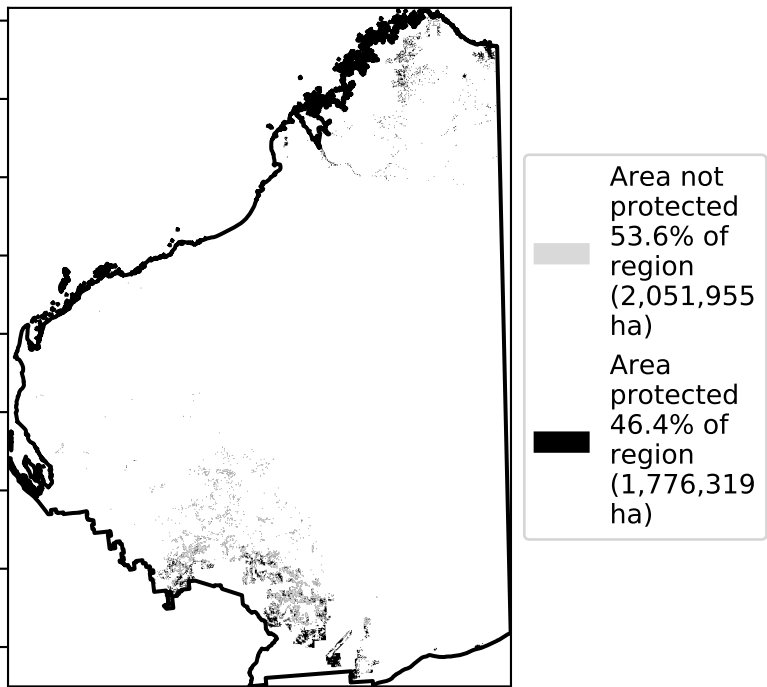 Area not
protected
53.6% of
region
(2,051,955
ha)
Area
protected
46.4% of
region
(1,776,319
ha)